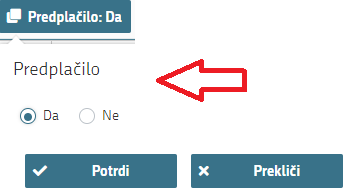 Predplačilo: Da
Predplačilo
Da Ne
Potrdi Prekliči